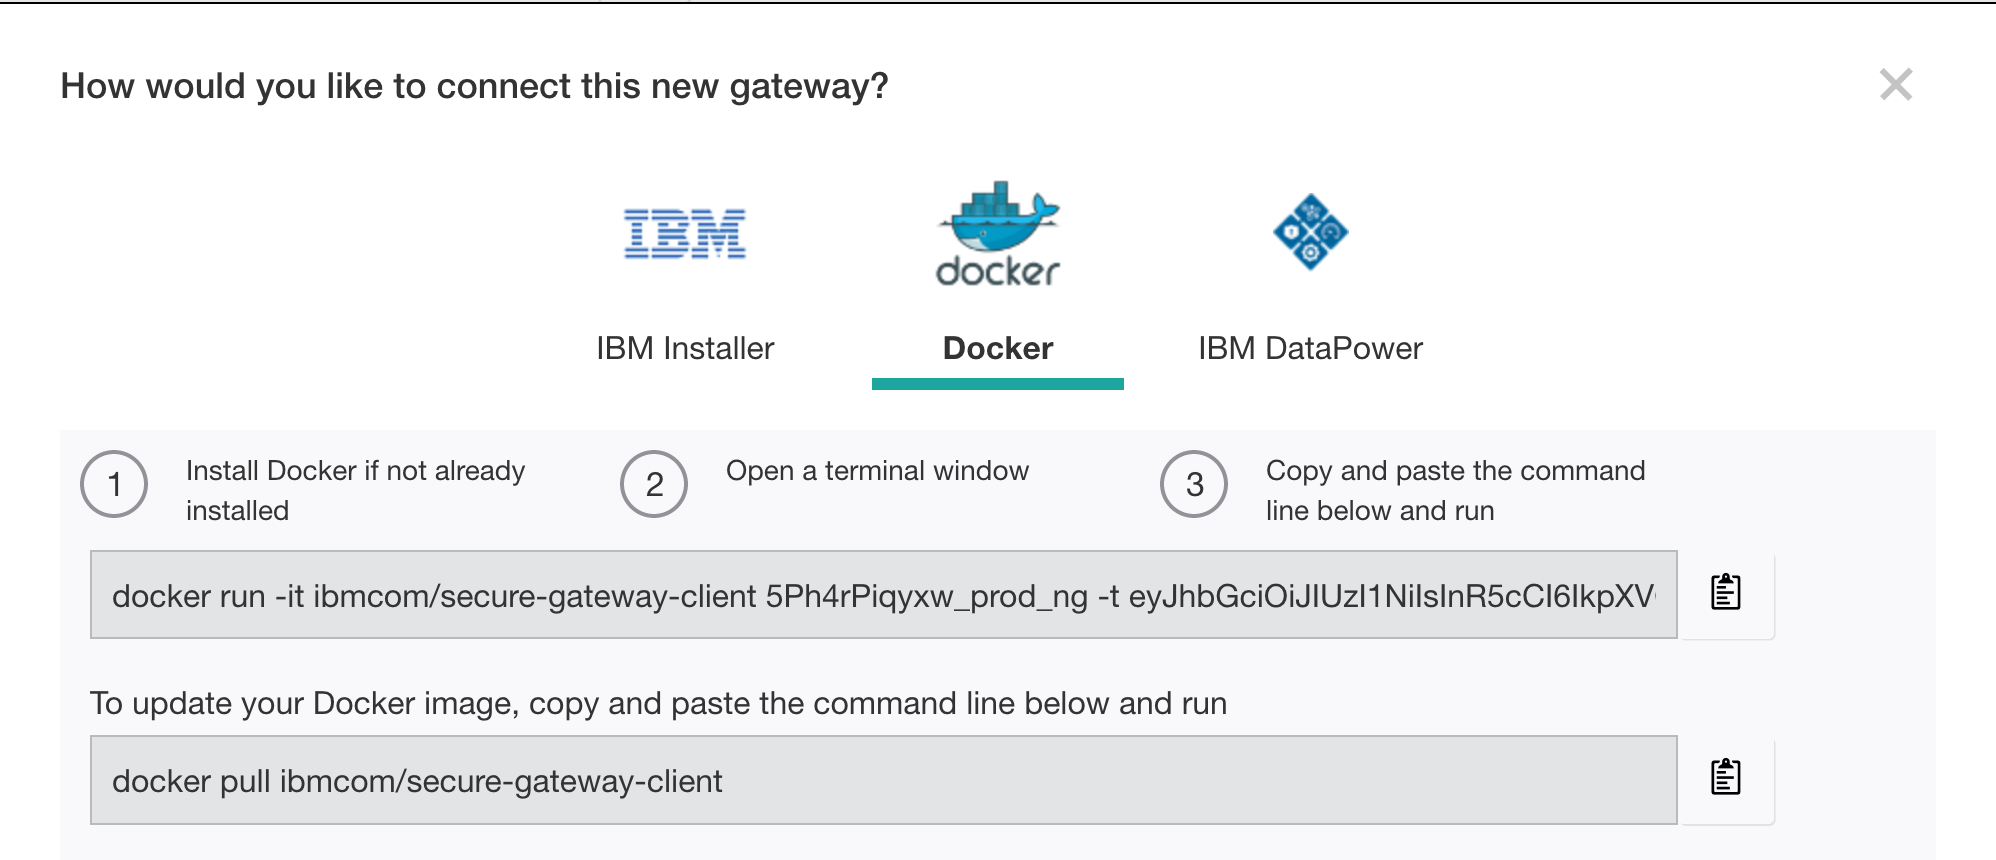 How would you like to connect this new gateway?
IBM
docker
IBM Installer
Docker
IBM DataPower
1
Install Docker if not already
installed
2
Open a terminal window
3
Copy and paste the command
line below and run
docker run -it ibmcom/secure-gateway-client 5Ph4rPiqyxw_prod_ng -t eyJhbGciOiJIUzI1NiIsInR5cCI6IkpXV
To update your Docker image, copy and paste the command line below and run
docker pull ibmcom/secure-gateway-client